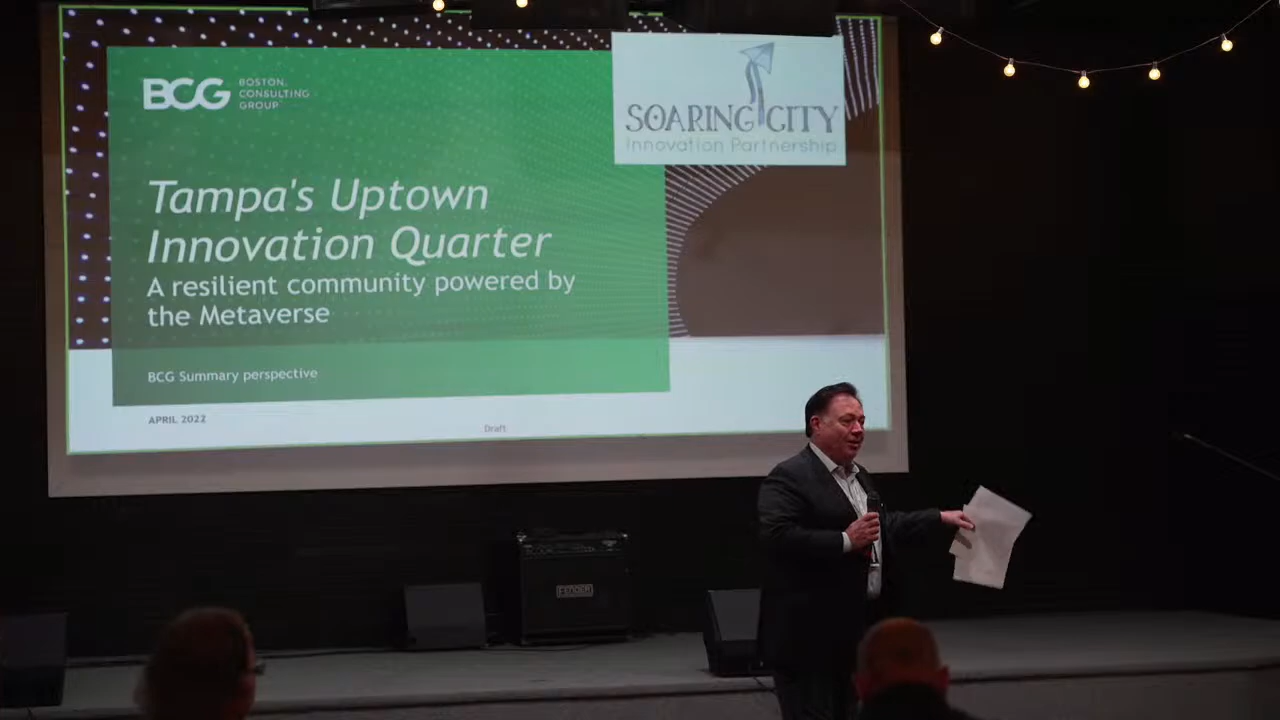 BCG
BOSTON
CONSULTING
GROUP
SOARING CITY
Innovation Partnership
Tampa's Uptown
Innovation Quarter
A resilient community powered by
the Metaverse
BCG Summary perspective
APRIL 2022
Draft
FENDER